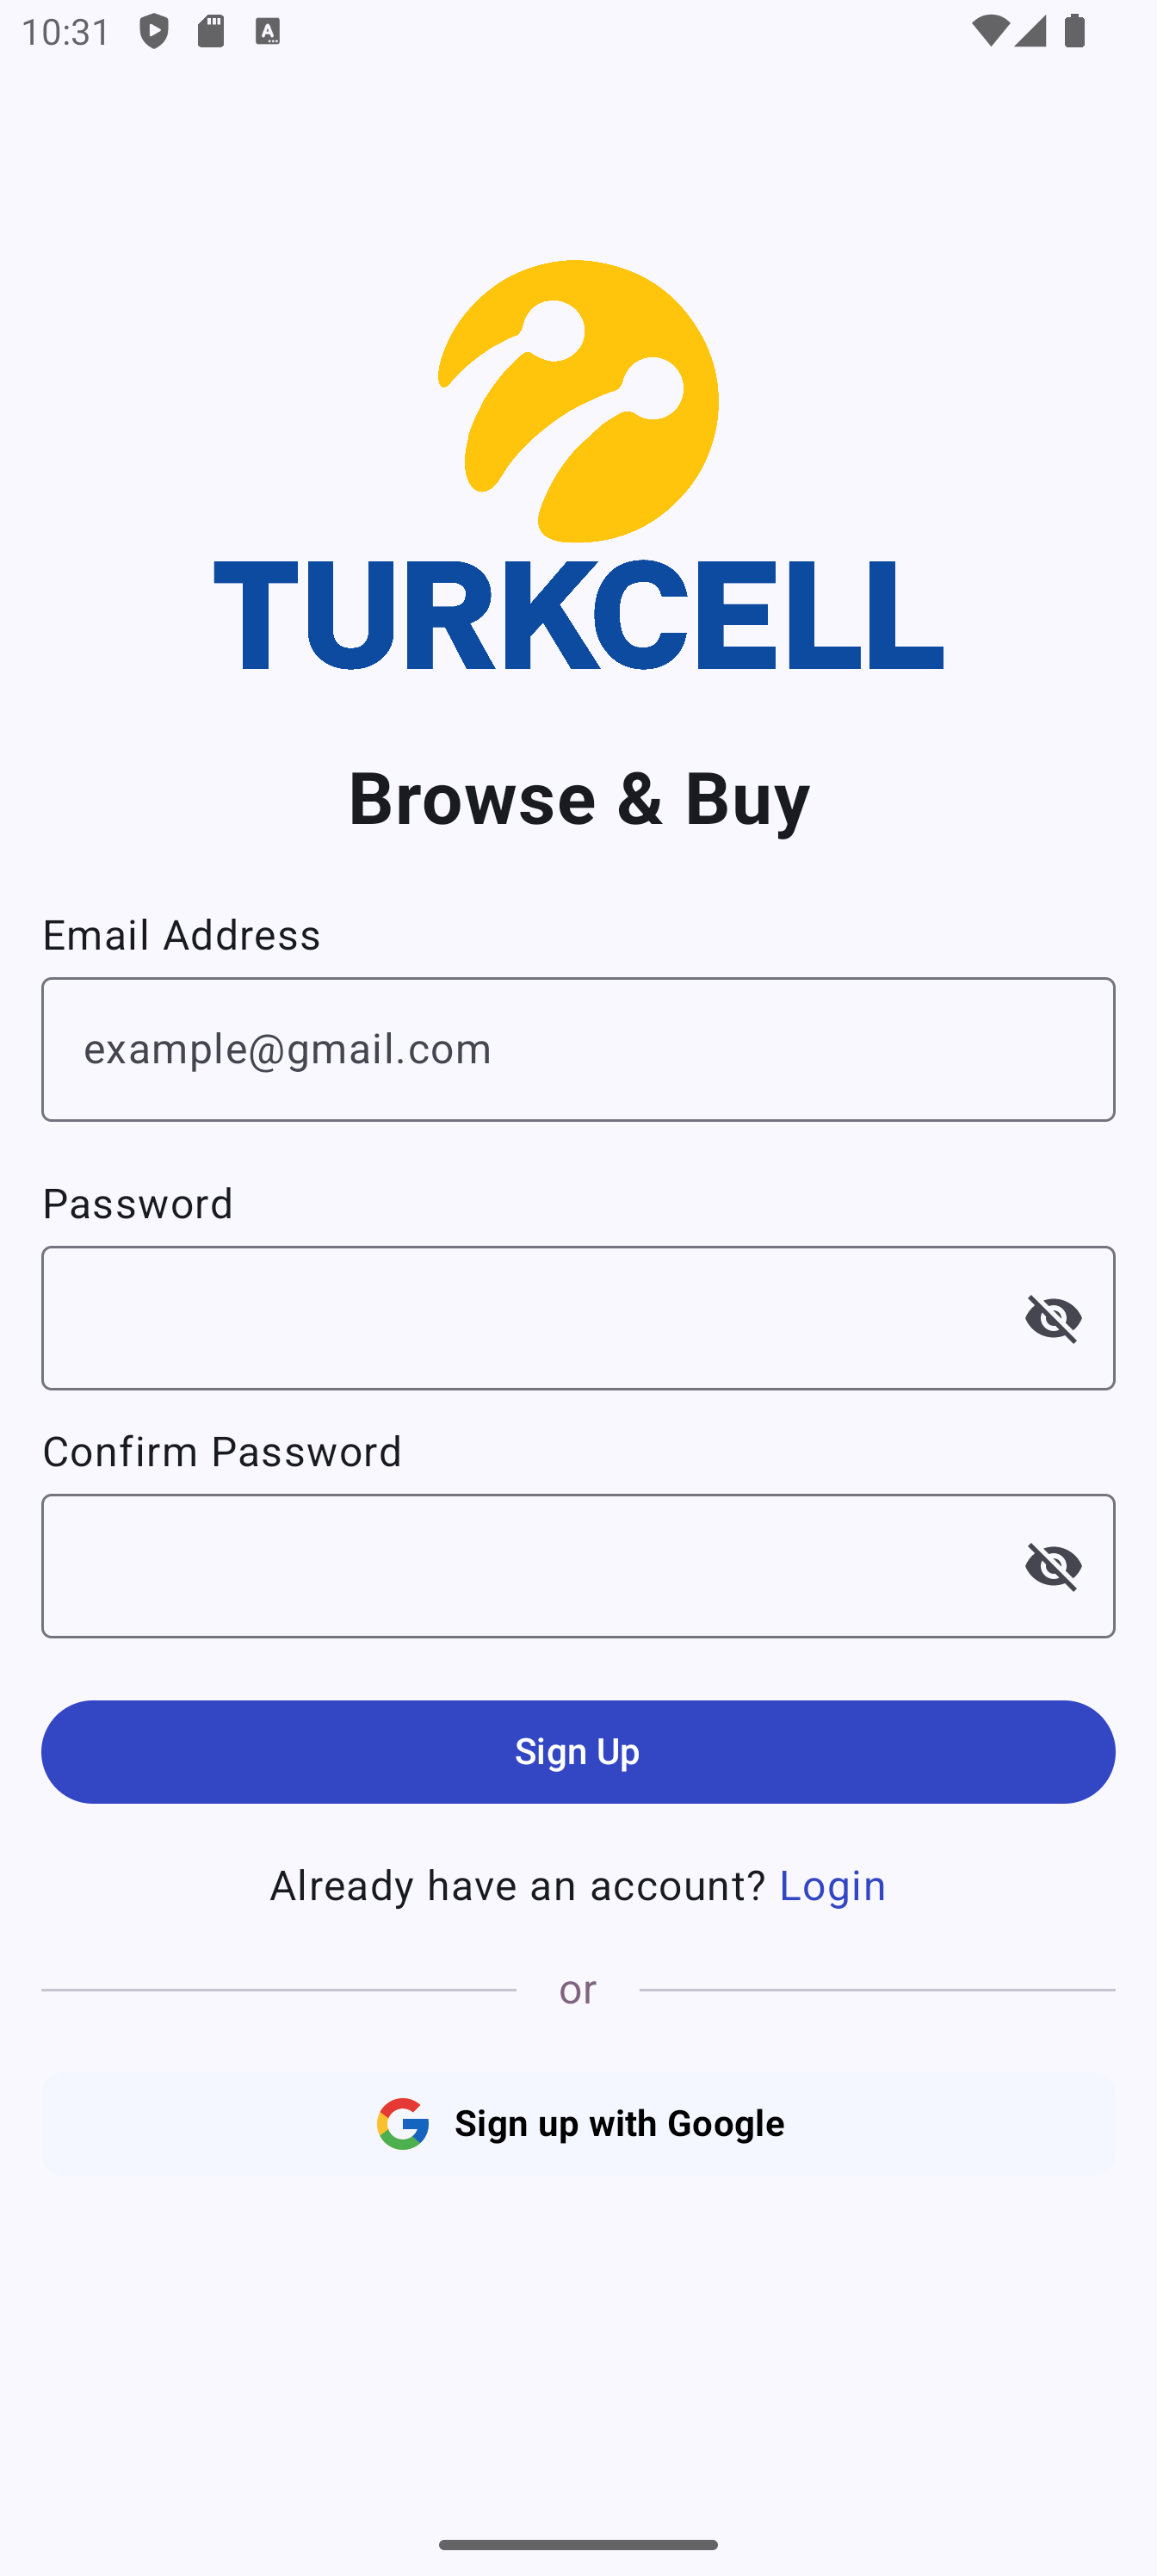 10:31
TURKCELL
Browse & Buy
Email Address
example@gmail.com
Password
Confirm Password
Sign Up
Already have an account? Login
or
Sign up with Google